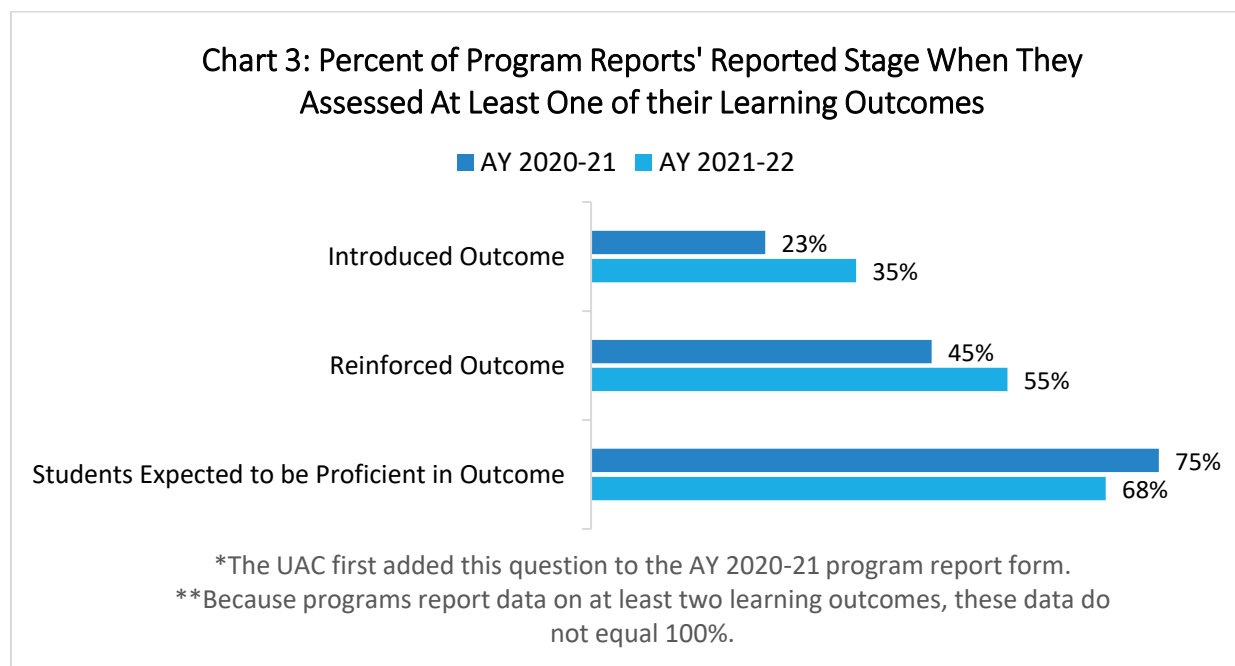 Chart 3: Percent of Program Reports' Reported Stage When They
Assessed At Least One of their Learning Outcomes
AY 2020-21 AY 2021-22
Introduced Outcome
23%
35%
Reinforced Outcome
45%
55%
Students Expected to be Proficient in Outcome
75%
68%
*The UAC first added this question to the AY 2020-21 program report form.
**Because programs report data on at least two learning outcomes, these data do
not equal 100%.